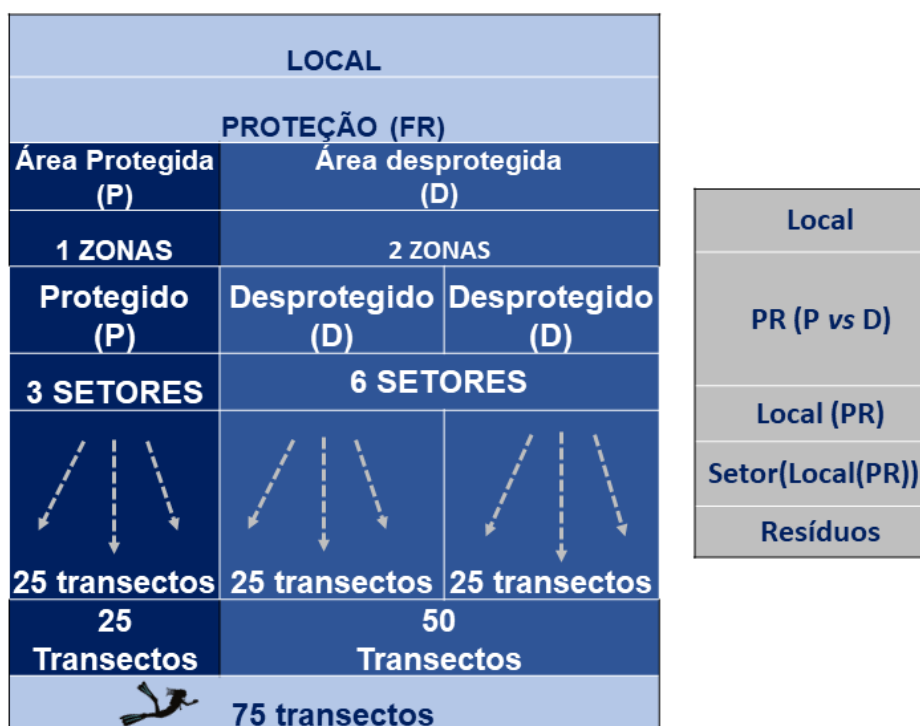 LOCAL
PROTEÇÃO (FR)
Área Protegida
(P)
Área desprotegida
(D)
1 ZONAS
2 ZONAS
Protegido
(P)
Desprotegido
(D)
Desprotegido
(D)
3 SETORES
6 SETORES
25 transectos
25 transectos
25 transectos
25
Transectos
50
Transectos
75 transectos
Local
PR (P vs D)
Local (PR)
Setor(Local(PR))
Resíduos